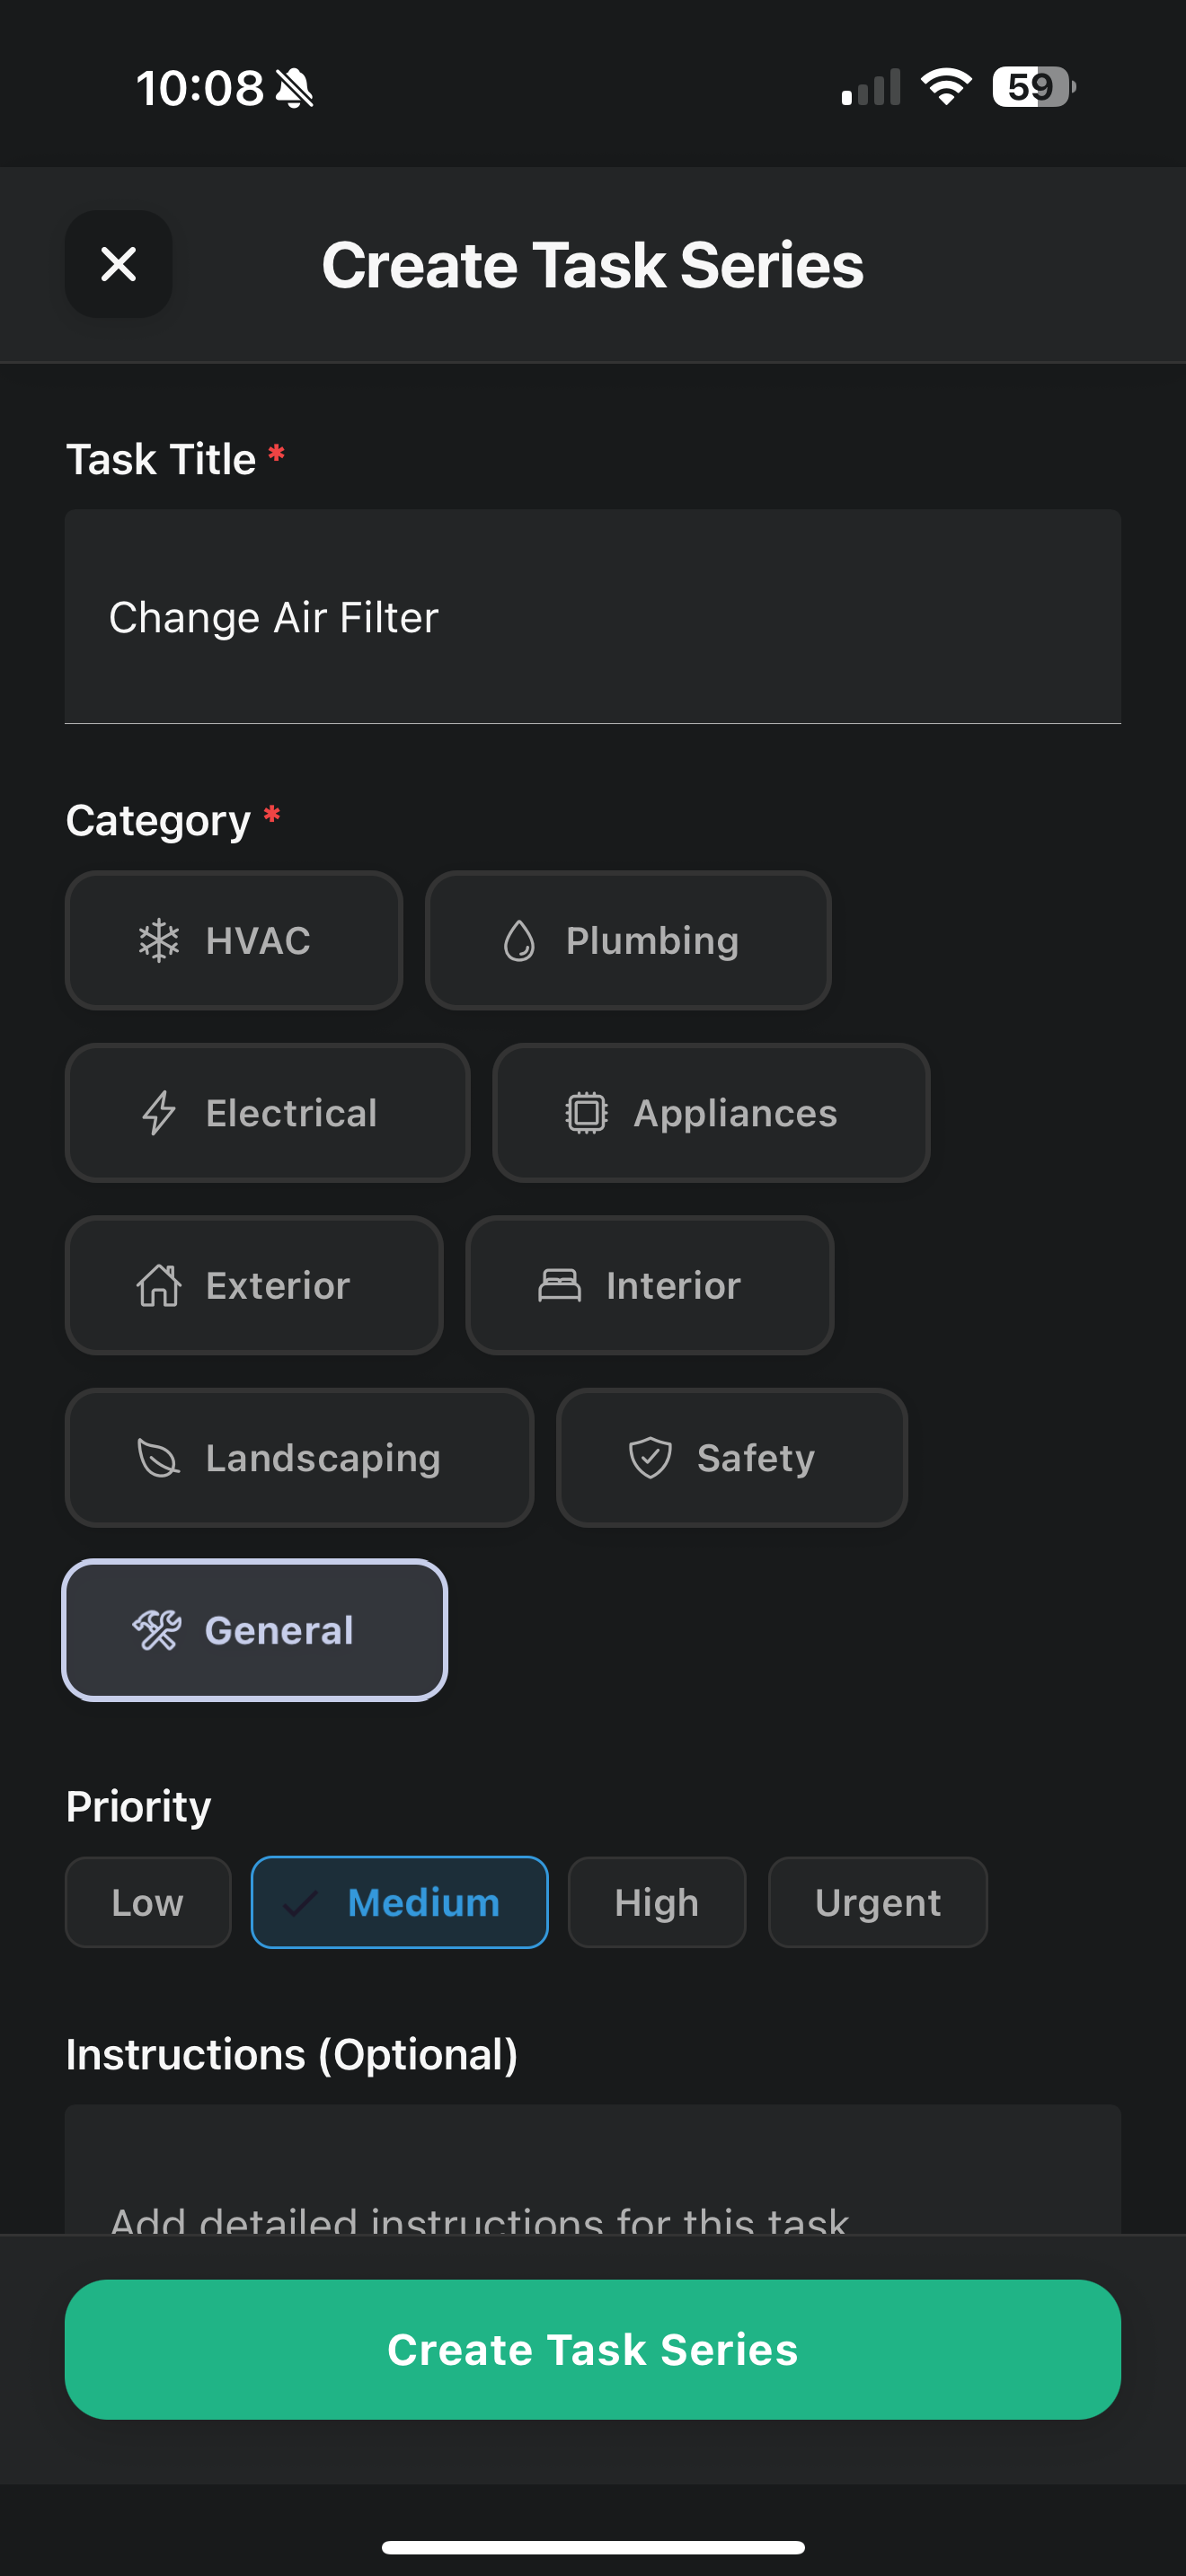 10:08
59
Create Task Series
Task Title *
Change Air Filter
Category *
HVAC Plumbing
Electrical Appliances
Exterior Interior
Landscaping Safety
General
Priority
Low Medium High Urgent
Instructions (Optional)
Add detailed instructions for this task
Create Task Series